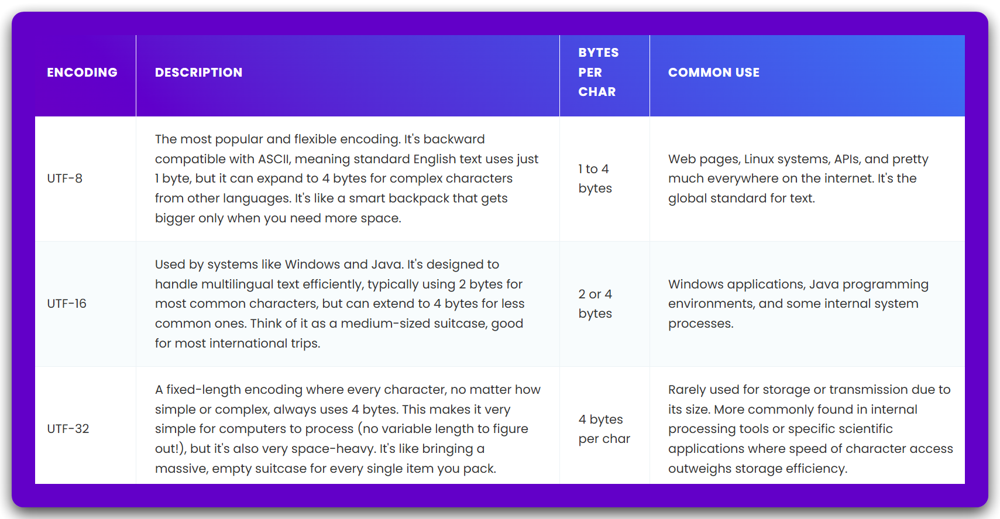 ENCODING
DESCRIPTION
BYTES
PER
CHAR
COMMON USE
UTF-8
The most popular and flexible encoding. It's backward
compatible with ASCII, meaning standard English text uses just
1 byte, but it can expand to 4 bytes for complex characters
from other languages. It's like a smart backpack that gets
bigger only when you need more space.
1 to 4
bytes
Web pages, Linux systems, APIs, and pretty
much everywhere on the internet. It's the
global standard for text.
UTF-16
Used by systems like Windows and Java. It's designed to
handle multilingual text efficiently, typically using 2 bytes for
most common characters, but can extend to 4 bytes for less
common ones. Think of it as a medium-sized suitcase, good
for most international trips.
2 or 4
bytes
Windows applications, Java programming
environments, and some internal system
processes.
UTF-32
A fixed-length encoding where every character, no matter how
simple or complex, always uses 4 bytes. This makes it very
simple for computers to process (no variable length to figure
out!), but it's also very space-heavy. It's like bringing a
massive, empty suitcase for every single item you pack.
4 bytes
per char
Rarely used for storage or transmission due to
its size. More commonly found in internal
processing tools or specific scientific
applications where speed of character access
outweighs storage efficiency.